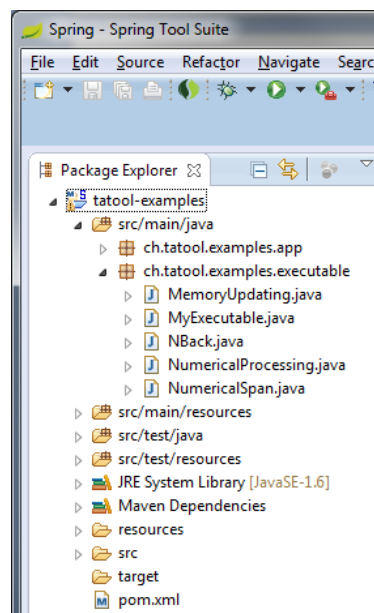 Spring - Spring Tool Suite
File Edit Source Refactor Navigate
Package Explorer
tatool-examples
src/main/java
ch.tatool.examples.app
ch.tatool.examples.executable
MemoryUpdating.java
MyExecutable.java
NBack.java
NumericalProcessing.java
NumericalSpan.java
src/main/resources
src/test/java
src/test/resources
JRE System Library [JavaSE-1.6]
Maven Dependencies
resources
src
target
pom.xml